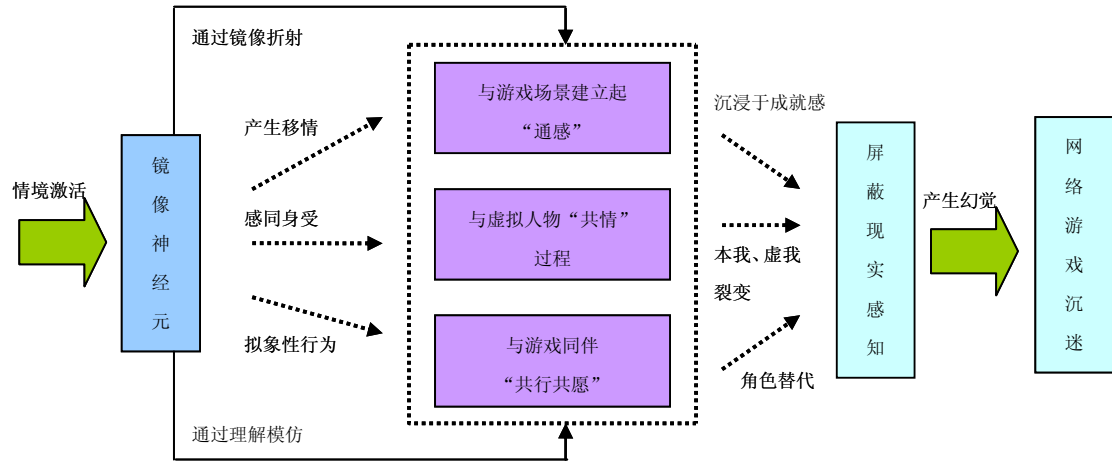 通过镜像折射
与游戏场景建立起
“通感”
沉浸于成就感
产生移情
镜像神经元
情境激活
感同身受
与虚拟人物“共情”
过程
本我、虚我
裂变
屏蔽现实感知
产生幻觉
网络游戏沉迷
拟象性行为
与游戏同伴
“共行共愿”
角色替代
通过理解模仿